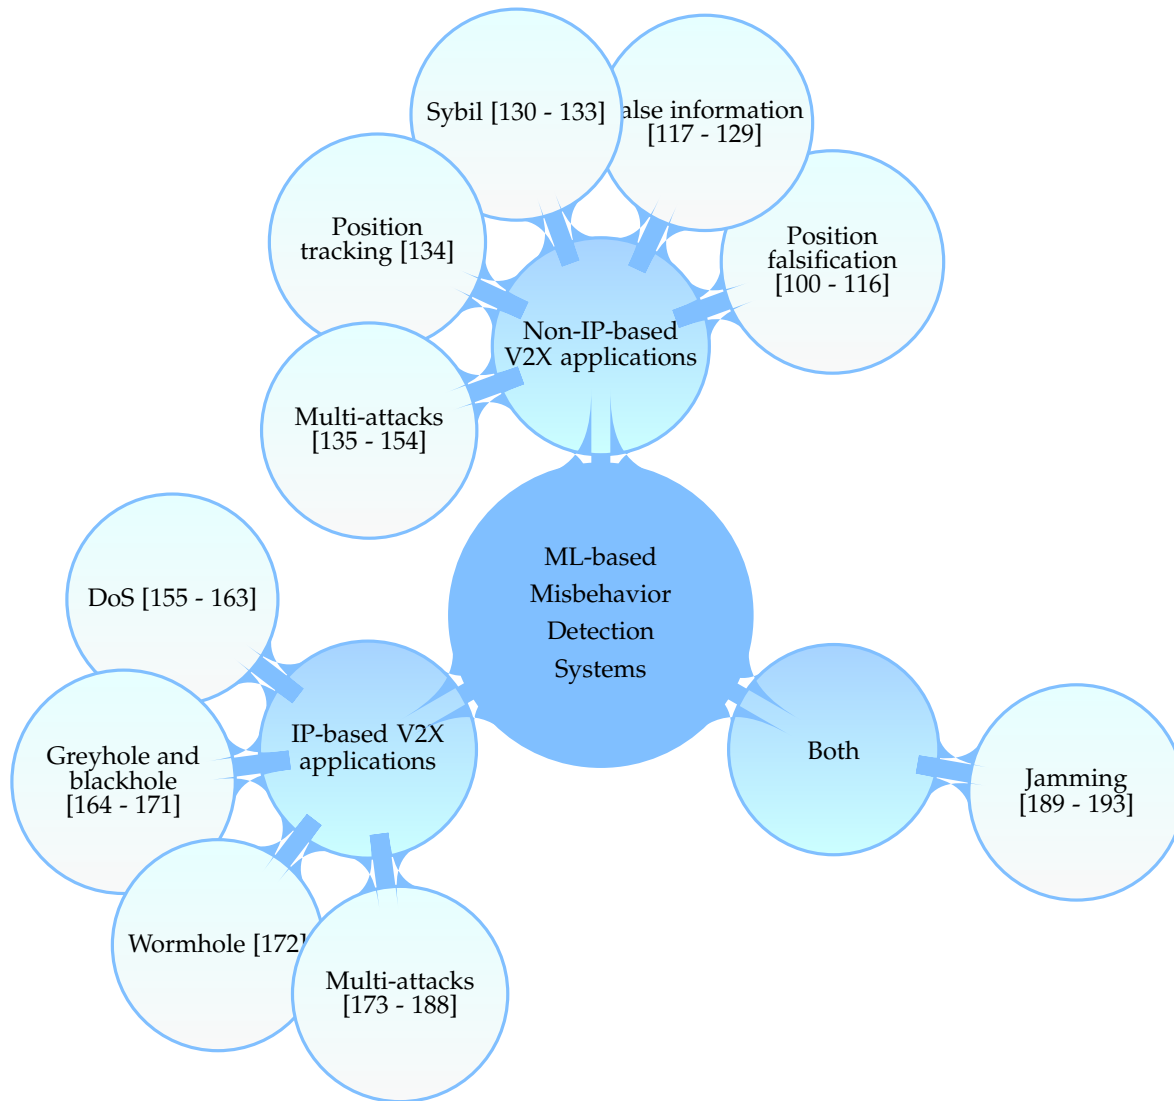 Sybil [130 - 133]
alse information
[117 - 129]
Position
tracking [134]
Position
falsification
[100 - 116]
Non-IP-based
V2X applications
Multi-attacks
[135 - 154]
ML-based
Misbehavior
Detection
Systems
DoS [155 - 163]
IP-based V2X
applications
Greyhole and
blackhole
[164 - 171]
Both
Jamming
[189 - 193]
Wormhole [172]
Multi-attacks
[173 - 188]